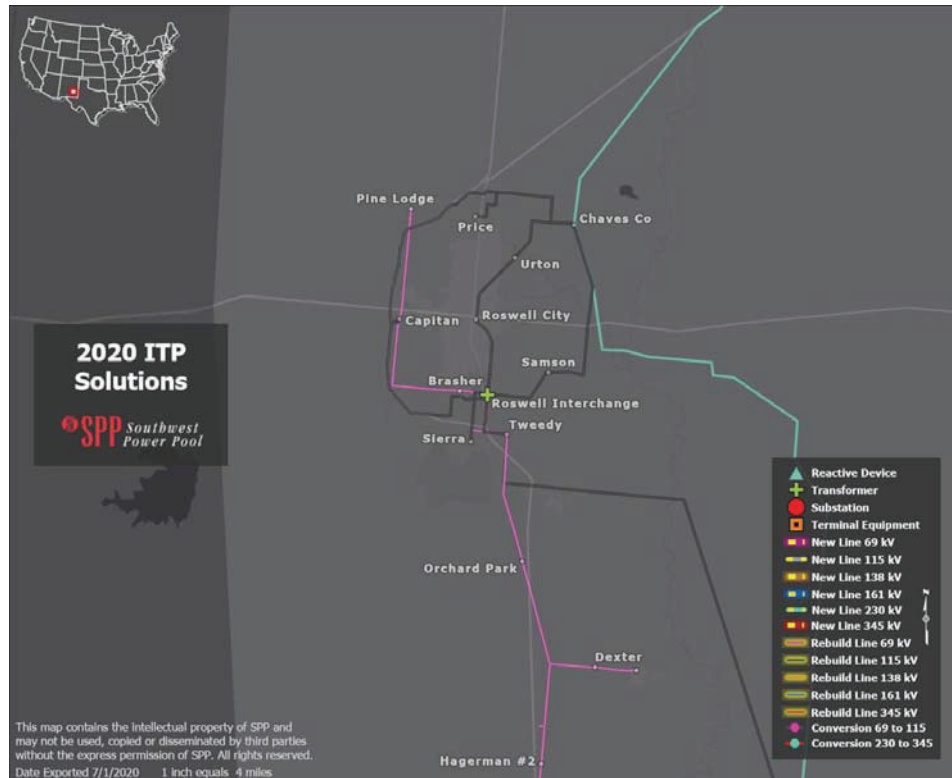 Pine Lodge
Price
Chaves Co
Urton
Capitan
Roswell City
Samson
Brasher
Roswell Interchange
Tweedy
Sierra
Orchard Park
Dexter
Hagerman #2
2020 ITP
Solutions
SPP Southwest
Power Pool
Reactive Device
Transformer
Substation
Terminal Equipment
New Line 69 kV
New Line 115 kV
New Line 138 kV
New Line 161 kV
New Line 230 kV
New Line 345 kV
Rebuild Line 69 kV
Rebuild Line 115 kV
Rebuild Line 138 kV
Rebuild Line 161 kV
Rebuild Line 345 kV
Conversion 69 to 115
Conversion 230 to 345
N
This map contains the intellectual property of SPP and
may not be used, copied or disseminated by third parties
without the express permission of SPP. All rights reserved.
Date Exported 7/1/2020 1 inch equals 4 miles